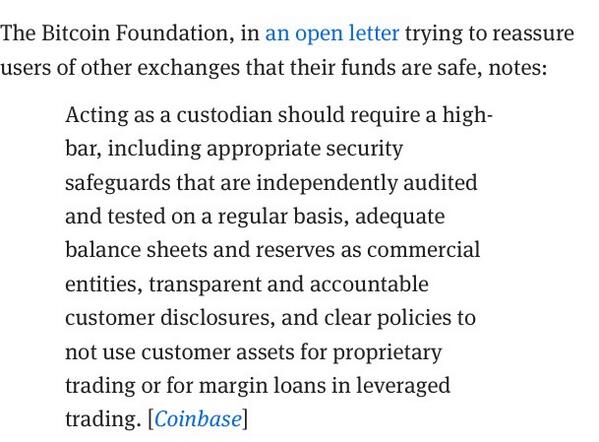 The Bitcoin Foundation, in an open letter trying to reassure
users of other exchanges that their funds are safe, notes:
Acting as a custodian should require a high-
bar, including appropriate security
safeguards that are independently audited
and tested on a regular basis, adequate
balance sheets and reserves as commercial
entities, transparent and accountable
customer disclosures, and clear policies to
not use customer assets for proprietary
trading or for margin loans in leveraged
trading. [Coinbase]